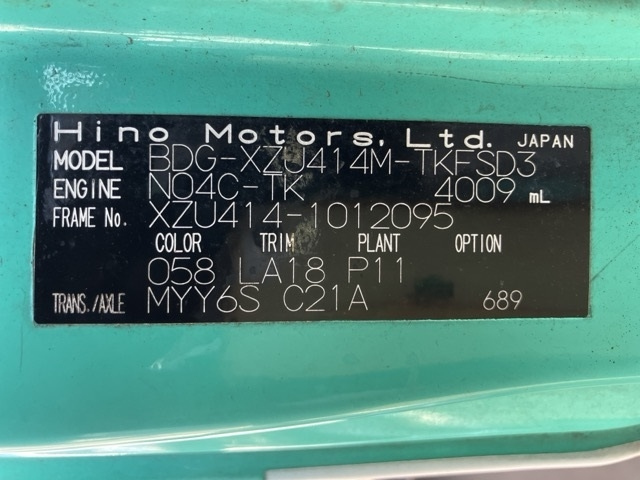 Hino Motors, Ltd. JAPAN
MODEL BDG-XZU414M-TKFSD3
ENGINE N04C-TK 4009 mL
FRAME No. XZU414-1012095
COLOR TRIM PLANT OPTION
058 LA18 P11
TRANS./AXLE MYY6S C21A 689